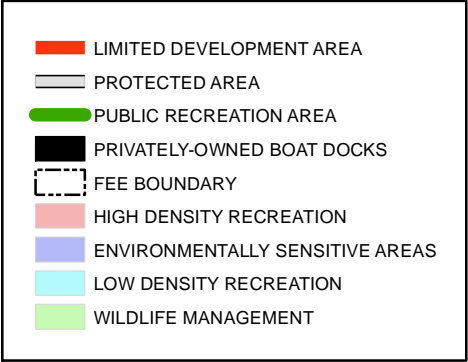 LIMITED DEVELOPMENT AREA
PROTECTED AREA
PUBLIC RECREATION AREA
PRIVATELY-OWNED BOAT DOCKS
FEE BOUNDARY
HIGH DENSITY RECREATION
ENVIRONMENTALLY SENSITIVE AREAS
LOW DENSITY RECREATION
WILDLIFE MANAGEMENT